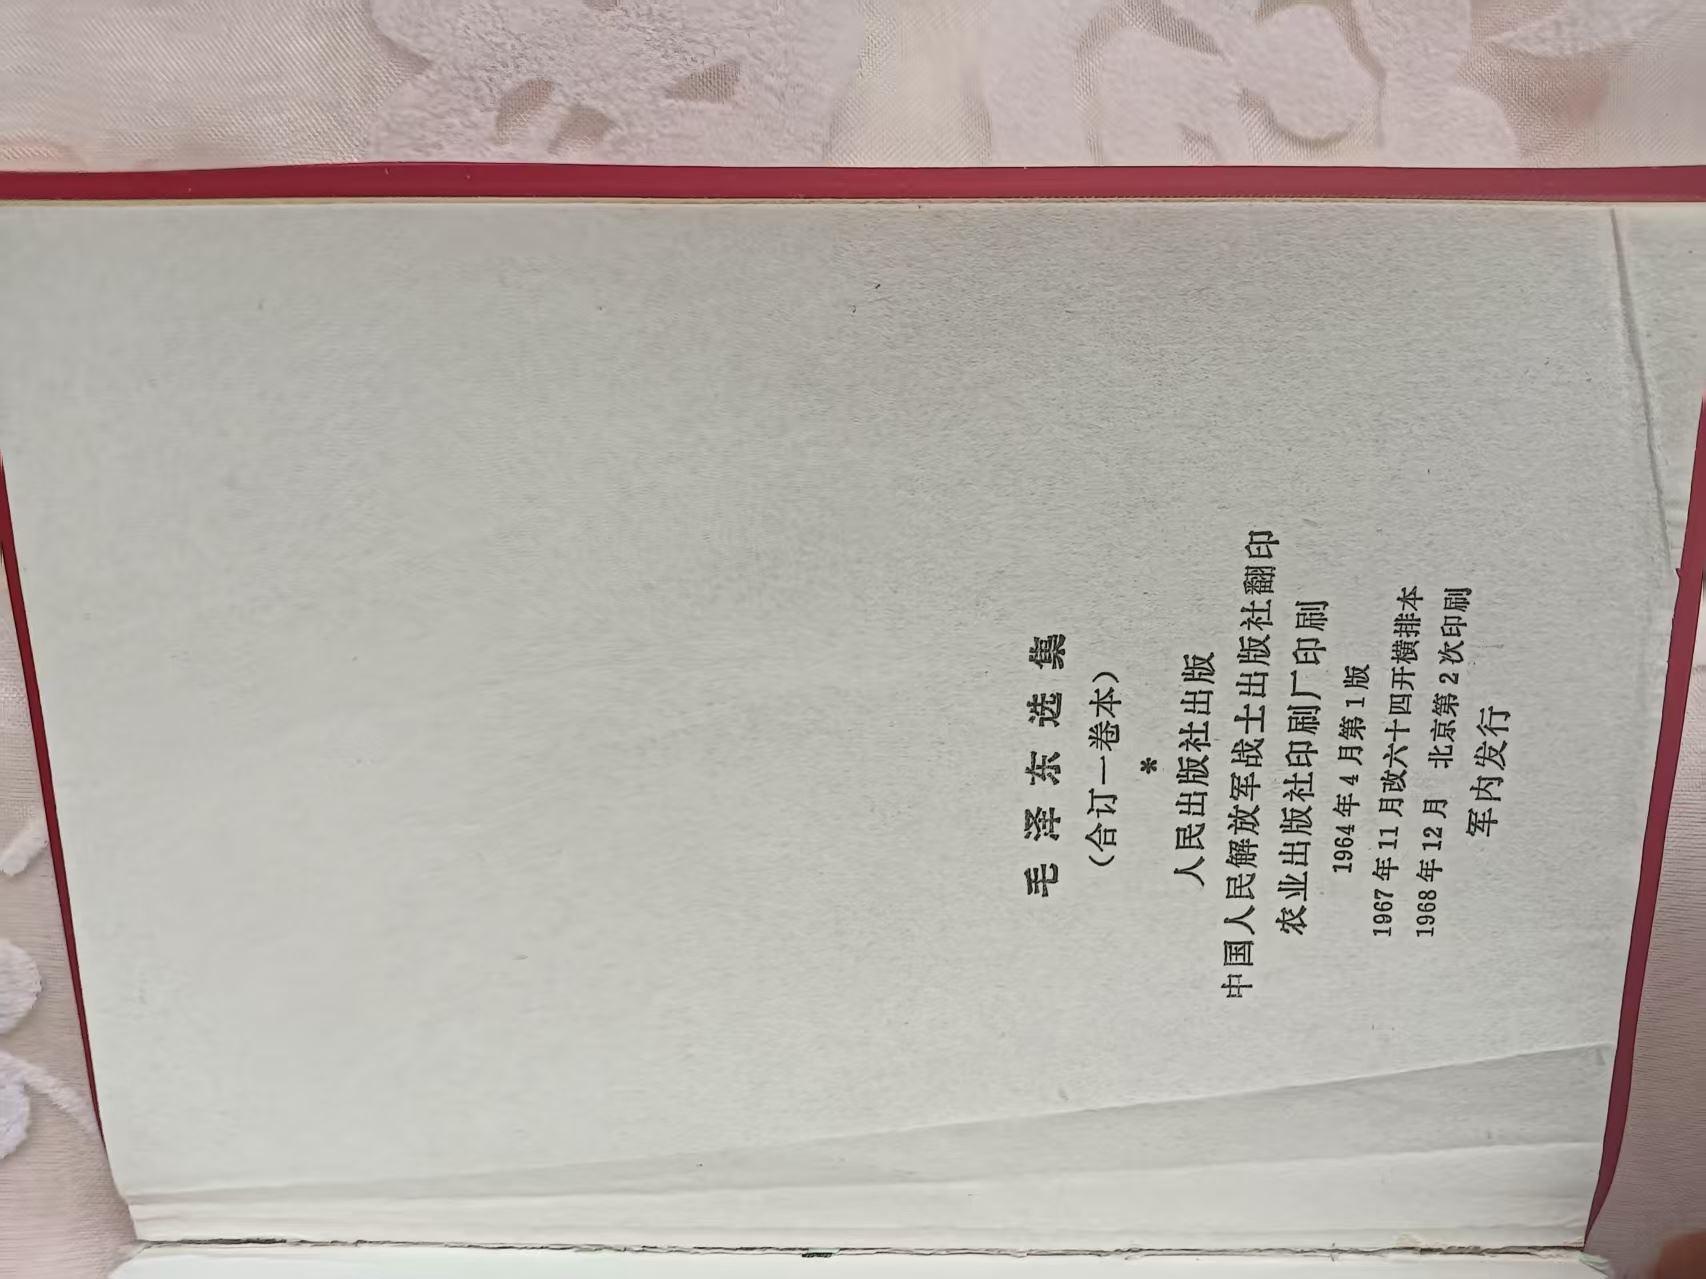 毛泽东选集
（合订一卷本）
*
人民出版社出版
中国人民解放军战士出版社翻印
农业出版社印刷厂印刷
1964年4月第1版
1967年11月改六十四开横排本
1968年12月 北京第2次印刷
军内发行